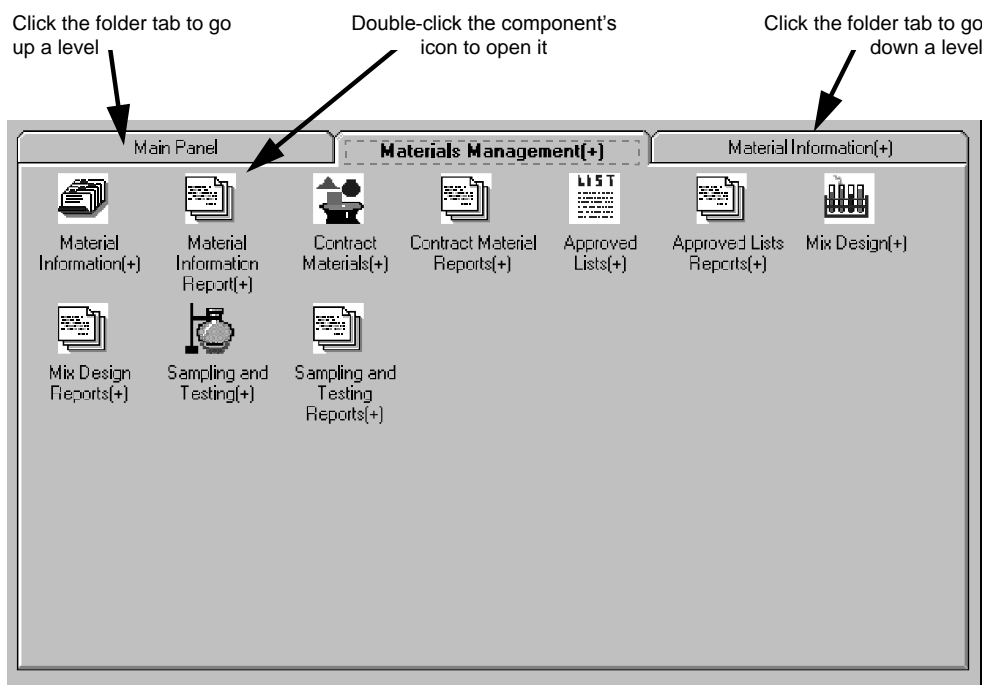 Click the folder tab to go
up a level
Double-click the component's
icon to open it
Click the folder tab to go
down a level
Main Panel
Materials Management(+)
Material Information(+)
LIST
Material
Information(+)
Material
Information
Report(+)
Contract
Materials(+)
Contract Material
Reports(+)
Approved
Lists(+)
Approved Lists
Reports(+)
Mix Design(+)
Mix Design
Reports(+)
Sampling and
Testing(+)
Sampling and
Testing
Reports(+)